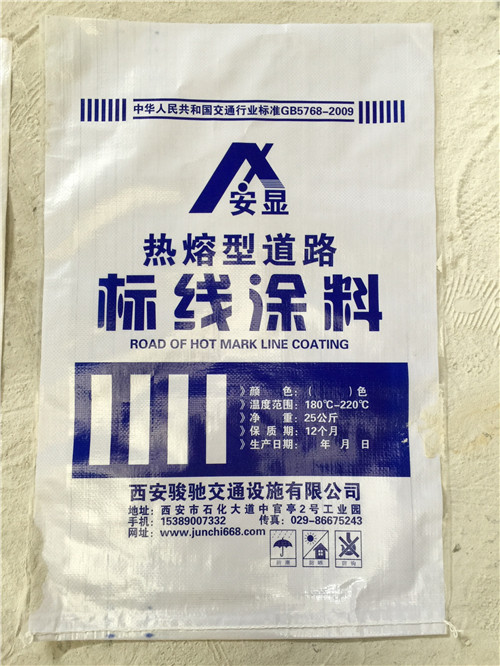 中华人民共和国交通行业标准GB5768-2009
安显
热熔型道路
标线涂料
ROAD OF HOT MARK LINE COATING
》颜 色:( )色
》温度范围:180℃-220℃
》净 重:25公斤
》保 质 期:12个月
》生产日期: 年 月 日
西安骏驰交通设施有限公司
地址:西安市石化大道中官亭2号工业园
手机:15389007332 传真:029-86675243
网址:www.junchi668.com